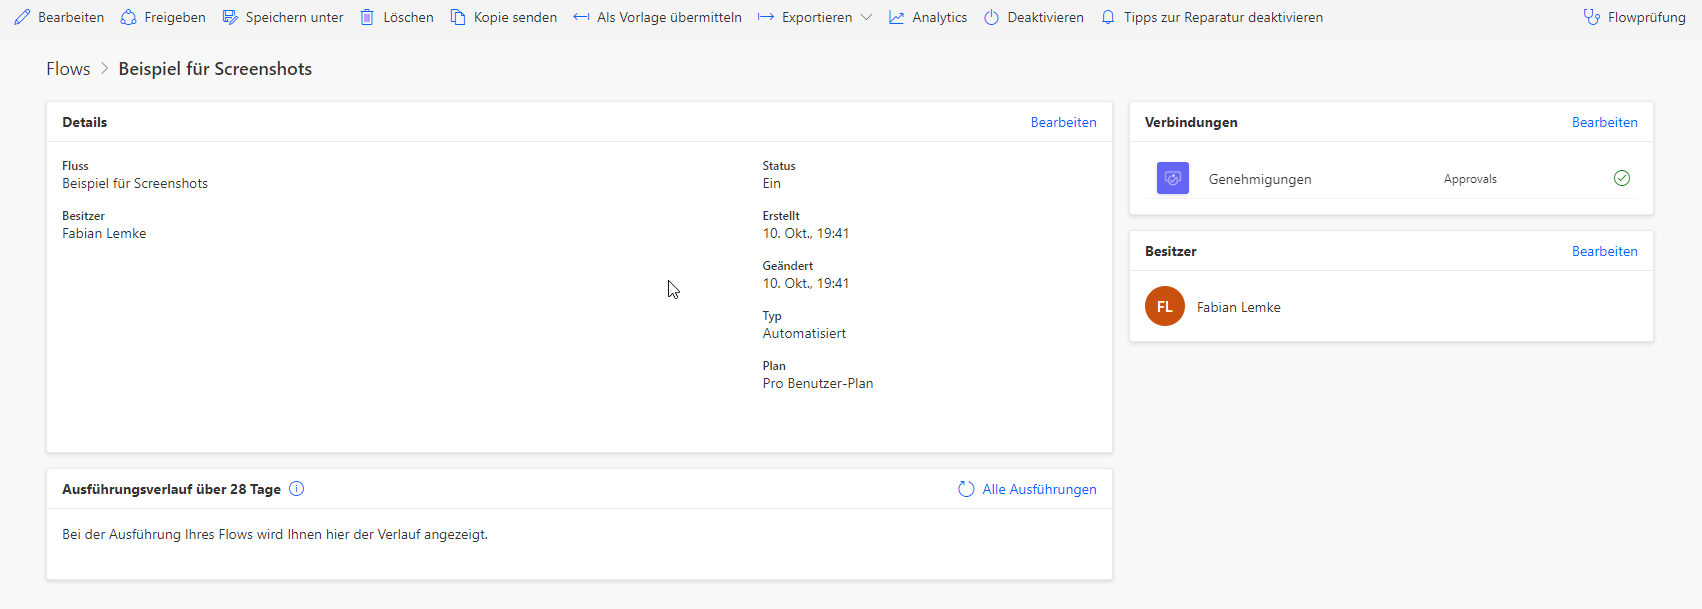 Bearbeiten Freigeben Speichern unter Löschen Kopie senden Als Vorlage übermitteln Exportieren Analytics Deaktivieren Tipps zur Reparatur deaktivieren Flowprüfung
Flows > Beispiel für Screenshots
Details Bearbeiten
Fluss
Beispiel für Screenshots
Besitzer
Fabian Lemke
Status
Ein
Erstellt
10. Okt., 19:41
Geändert
10. Okt., 19:41
Typ
Automatisiert
Plan
Pro Benutzer-Plan
Ausführungsverlauf über 28 Tage Alle Ausführungen
Bei der Ausführung Ihres Flows wird Ihnen hier der Verlauf angezeigt.
Verbindungen Bearbeiten
Genehmigungen Approvals
Besitzer Bearbeiten
FL Fabian Lemke